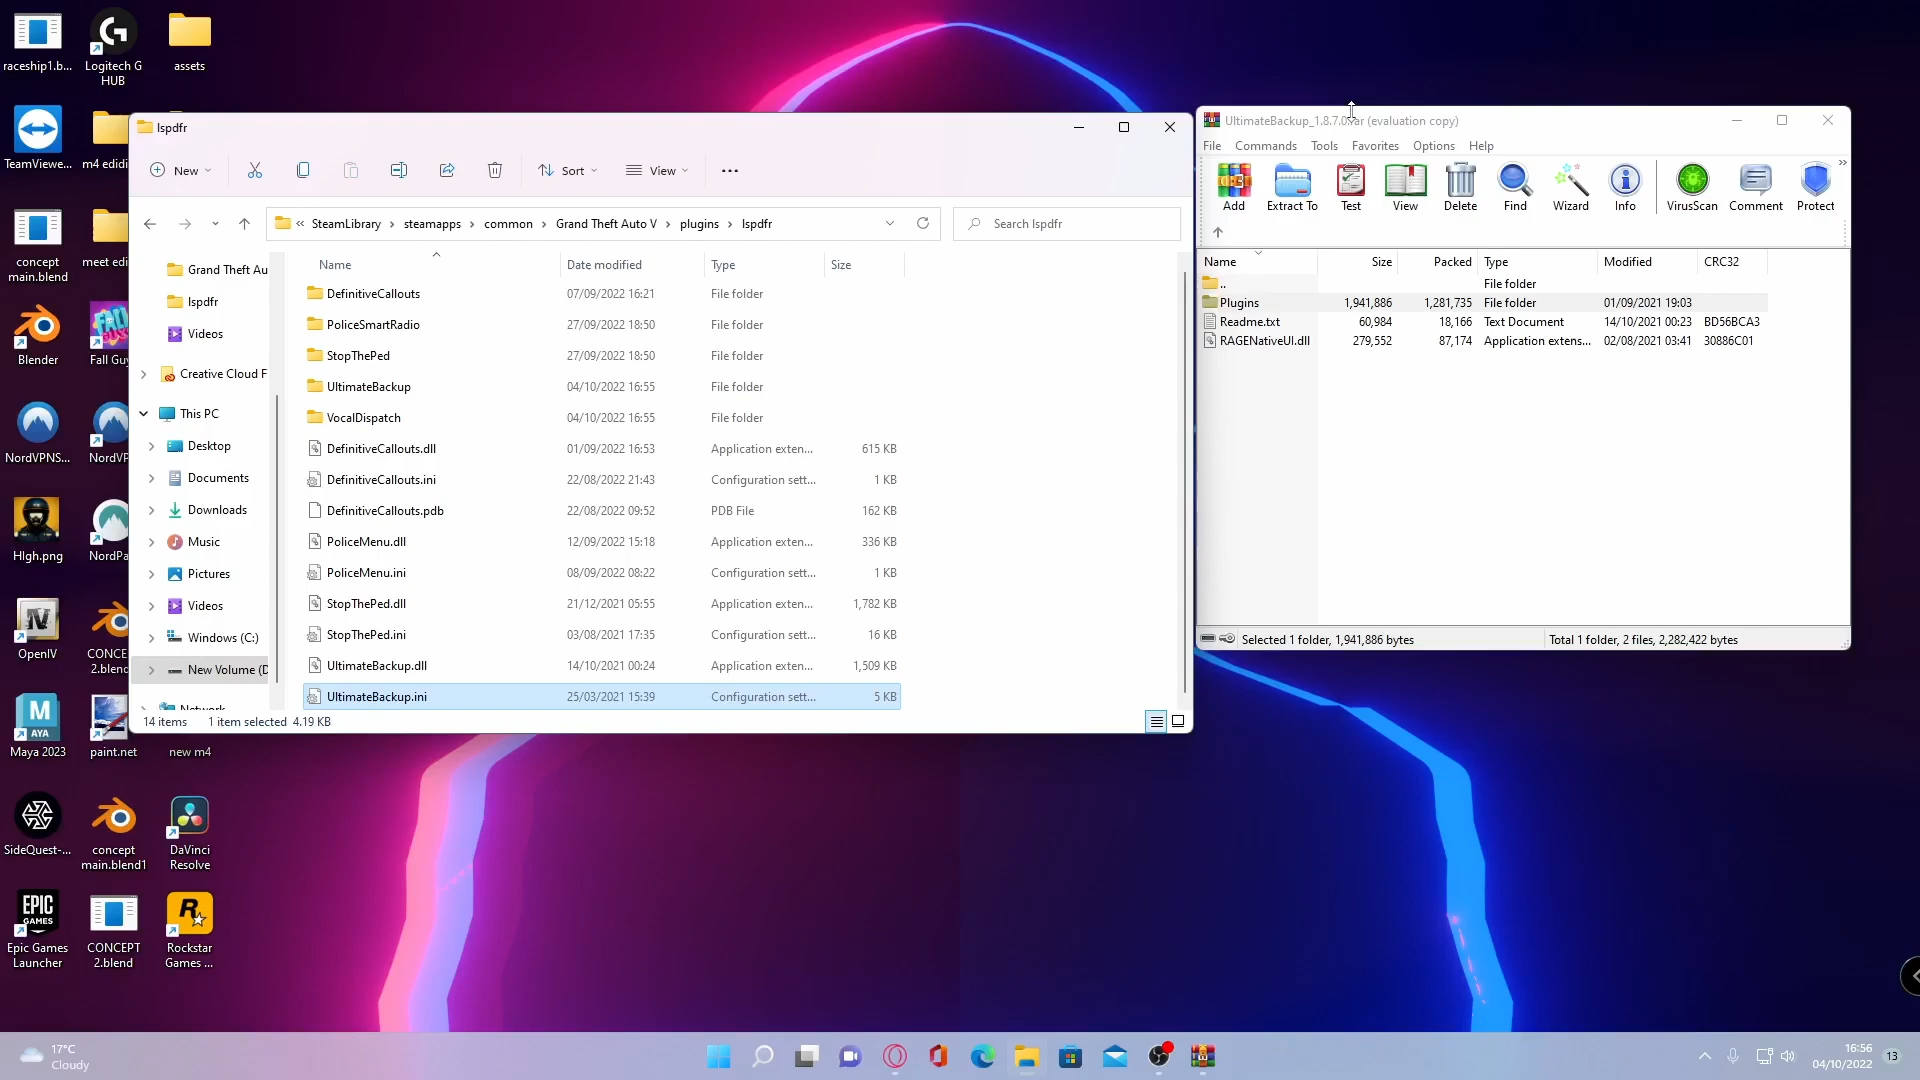 raceship1.b...
Logitech G
HUB
assets
TeamViewe...
m4 edidi
concept
main.blend
meet edi
Blender
Fall Guy
NordVPNS...
NordVP
HIgh.png
NordPa
OpenIV
CONCE
2.blend
Maya 2023
paint.net
new m4
SideQuest-...
concept
main.blend1
DaVinci
Resolve
Epic Games
Launcher
CONCEPT
2.blend
Rockstar
Games ...
lspdfr
New
Sort
View
« SteamLibrary > steamapps > common > Grand Theft Auto V > plugins > lspdfr
Search lspdfr
Grand Theft Au
lspdfr
Videos
Creative Cloud F
This PC
Desktop
Documents
Downloads
Music
Pictures
Videos
Windows (C:)
New Volume (D
Network
Name Date modified Type Size
DefinitiveCallouts 07/09/2022 16:21 File folder
PoliceSmartRadio 27/09/2022 18:50 File folder
StopThePed 27/09/2022 18:50 File folder
UltimateBackup 04/10/2022 16:55 File folder
VocalDispatch 04/10/2022 16:55 File folder
DefinitiveCallouts.dll 01/09/2022 16:53 Application exten... 615 KB
DefinitiveCallouts.ini 22/08/2022 21:43 Configuration sett... 1 KB
DefinitiveCallouts.pdb 22/08/2022 09:52 PDB File 162 KB
PoliceMenu.dll 12/09/2022 15:18 Application exten... 336 KB
PoliceMenu.ini 08/09/2022 08:22 Configuration sett... 1 KB
StopThePed.dll 21/12/2021 05:55 Application exten... 1,782 KB
StopThePed.ini 03/08/2021 17:35 Configuration sett... 16 KB
UltimateBackup.dll 14/10/2021 00:24 Application exten... 1,509 KB
UltimateBackup.ini 25/03/2021 15:39 Configuration sett... 5 KB
14 items 1 item selected 4.19 KB
UltimateBackup_1.8.7.0.rar (evaluation copy)
File Commands Tools Favorites Options Help
Add Extract To Test View Delete Find Wizard Info VirusScan Comment Protect
Name Size Packed Type Modified CRC32
.. File folder
Plugins 1,941,886 1,281,735 File folder 01/09/2021 19:03
Readme.txt 60,984 18,166 Text Document 14/10/2021 00:23 BD56BCA3
RAGENativeUI.dll 279,552 87,174 Application extens... 02/08/2021 03:41 30886C01
Selected 1 folder, 1,941,886 bytes
Total 1 folder, 2 files, 2,282,422 bytes
17°C
Cloudy
16:56
04/10/2022
13